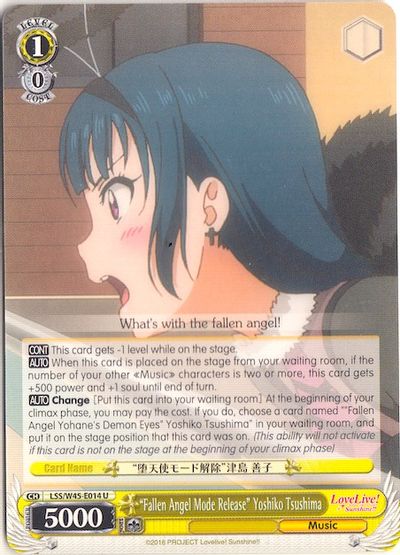 LEVEL
1
0
COST
What's with the fallen angel!
CONT This card gets -1 level while on the stage.
AUTO When this card is placed on the stage from your waiting room, if the
number of your other «Music» characters is two or more, this card gets
+500 power and +1 soul until end of turn.
AUTO Change [Put this card into your waiting room] At the beginning of your
climax phase, you may pay the cost. If you do, choose a card named "“Fallen
Angel Yohane's Demon Eyes” Yoshiko Tsushima" in your waiting room, and
place it on the stage position that this card was on. (This ability will not activate
if this card is not on the stage at the beginning of your climax phase)
Card Name
“堕天使モード解除”津島 善子
CH LSS/W45-E014 U
“Fallen Angel Mode Release” Yoshiko Tsushima
5000
LoveLive!
Sunshine!!
Music
©2016 PROJECT Lovelive! Sunshine!!